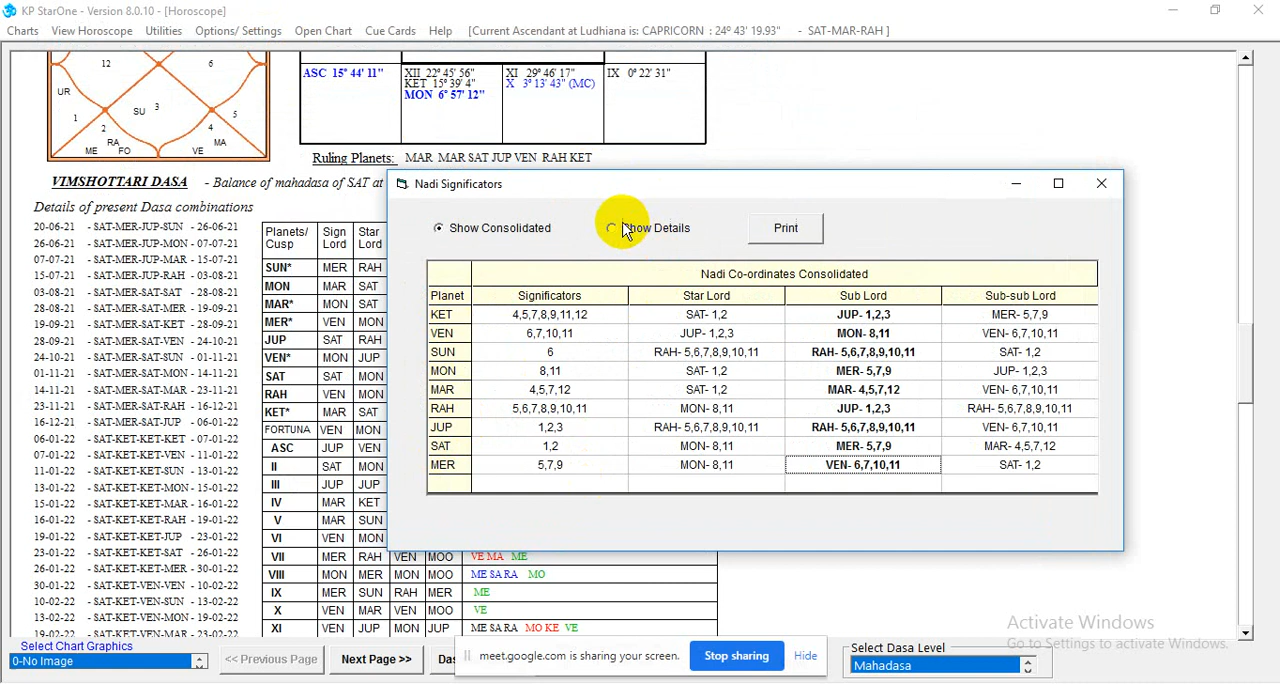 KP StarOne - Version 8.0.10 - [Horoscope]
Charts View Horoscope Utilities Options/ Settings Open Chart Cue Cards Help [Current Ascendant at Ludhiana is: CAPRICORN : 24° 43' 19.93" - SAT-MAR-RAH ]
12 6
UR
SU 3
1 5
2 4
RA MA
ME FO VE
ASC 15° 44' 11"
XII 22° 45' 56"
KET 15° 39' 4"
MON 6° 57' 12"
XI 29° 46' 17"
X 3° 13' 43" (MC)
IX 0° 22' 31"
Ruling Planets: MAR MAR SAT JUP VEN RAH KET
VIMSHOTTARI DASA - Balance of mahadasa of SAT at
Details of present Dasa combinations
20-06-21 - SAT-MER-JUP-SUN - 26-06-21
26-06-21 - SAT-MER-JUP-MON - 07-07-21
07-07-21 - SAT-MER-JUP-MAR - 15-07-21
15-07-21 - SAT-MER-JUP-RAH - 03-08-21
03-08-21 - SAT-MER-SAT-SAT - 28-08-21
28-08-21 - SAT-MER-SAT-MER - 19-09-21
19-09-21 - SAT-MER-SAT-KET - 28-09-21
28-09-21 - SAT-MER-SAT-VEN - 24-10-21
24-10-21 - SAT-MER-SAT-SUN - 01-11-21
01-11-21 - SAT-MER-SAT-MON - 14-11-21
14-11-21 - SAT-MER-SAT-MAR - 23-11-21
23-11-21 - SAT-MER-SAT-RAH - 16-12-21
16-12-21 - SAT-MER-SAT-JUP - 06-01-22
06-01-22 - SAT-KET-KET-KET - 07-01-22
07-01-22 - SAT-KET-KET-VEN - 11-01-22
11-01-22 - SAT-KET-KET-SUN - 13-01-22
13-01-22 - SAT-KET-KET-MON - 15-01-22
15-01-22 - SAT-KET-KET-MAR - 16-01-22
16-01-22 - SAT-KET-KET-RAH - 19-01-22
19-01-22 - SAT-KET-KET-JUP - 23-01-22
23-01-22 - SAT-KET-KET-SAT - 26-01-22
26-01-22 - SAT-KET-KET-MER - 30-01-22
30-01-22 - SAT-KET-VEN-VEN - 10-02-22
10-02-22 - SAT-KET-VEN-SUN - 13-02-22
13-02-22 - SAT-KET-VEN-MON - 19-02-22
19-02-22 - SAT-KET-VEN-MAR - 23-02-22
Planets/ Cusp Sign Lord Star Lord
SUN* MER RAH
MON MAR SAT
MAR* MON SAT
MER* VEN MON
JUP SAT RAH
VEN* MON JUP
SAT SAT MON
RAH VEN MON
KET* MAR SAT
FORTUNA VEN MON
ASC JUP VEN
II SAT MON
III JUP JUP
IV MAR KET
V MAR SUN
VI VEN MON
VII MER RAH VEN MOO VE MA ME
VIII MON MER MON MOO ME SA RA MO
IX MER SUN RAH MER ME
X VEN MAR VEN MOO VE
XI VEN JUP MON JUP ME SA RA MO KE VE
Nadi Significators
Show Consolidated Show Details Print
Nadi Co-ordinates Consolidated
Planet Significators Star Lord Sub Lord Sub-sub Lord
KET 4,5,7,8,9,11,12 SAT- 1,2 JUP- 1,2,3 MER- 5,7,9
VEN 6,7,10,11 JUP- 1,2,3 MON- 8,11 VEN- 6,7,10,11
SUN 6 RAH- 5,6,7,8,9,10,11 RAH- 5,6,7,8,9,10,11 SAT- 1,2
MON 8,11 SAT- 1,2 MER- 5,7,9 JUP- 1,2,3
MAR 4,5,7,12 SAT- 1,2 MAR- 4,5,7,12 VEN- 6,7,10,11
RAH 5,6,7,8,9,10,11 MON- 8,11 JUP- 1,2,3 RAH- 5,6,7,8,9,10,11
JUP 1,2,3 RAH- 5,6,7,8,9,10,11 RAH- 5,6,7,8,9,10,11 VEN- 6,7,10,11
SAT 1,2 MON- 8,11 MER- 5,7,9 MAR- 4,5,7,12
MER 5,7,9 MON- 8,11 VEN- 6,7,10,11 SAT- 1,2
Activate Windows
Go to Settings to activate Windows.
Select Chart Graphics
0-No Image
<< Previous Page Next Page >> Das
meet.google.com is sharing your screen. Stop sharing Hide
Select Dasa Level
Mahadasa